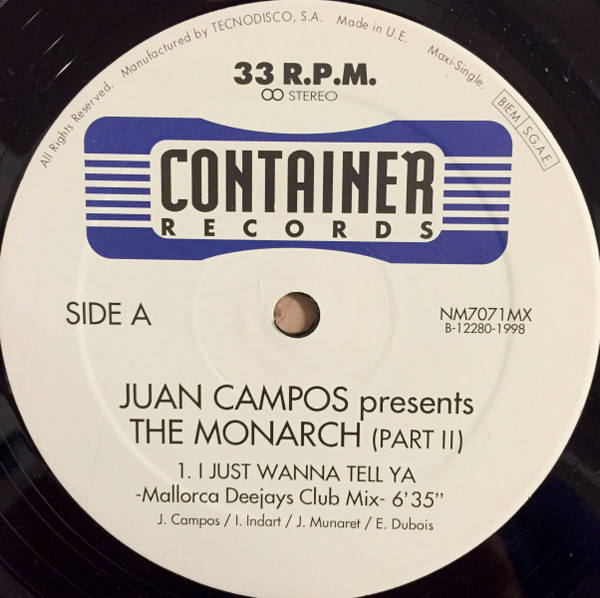 All Rights Reserved. Manufactured by TECNODISCO, S.A. Made in U.E. Maxi-Single. BIEM S.G.A.E.
33 R.P.M.
STEREO
CONTAINER
RECORDS
SIDE A
NM7071MX
B-12280-1998
JUAN CAMPOS presents
THE MONARCH (PART II)
1. I JUST WANNA TELL YA
-Mallorca Deejays Club Mix- 6'35"
J. Campos / I. Indart / J. Munaret / E. Dubois